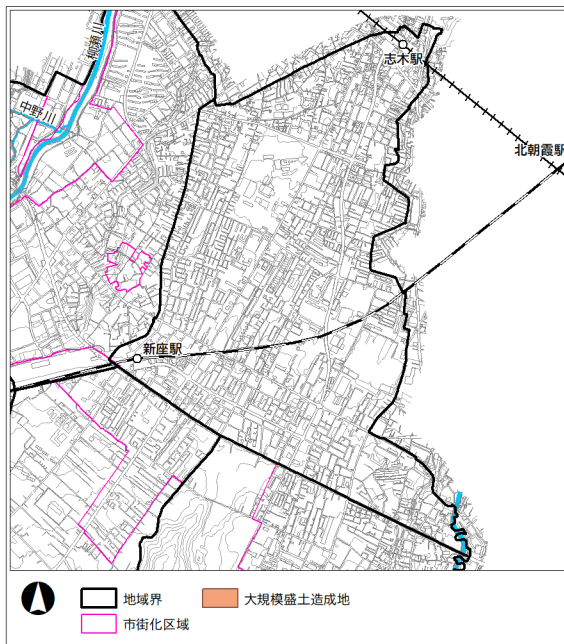 志木駅
柳瀬川
中野川
北朝霞駅
新座駅
地域界
大規模盛土造成地
市街化区域